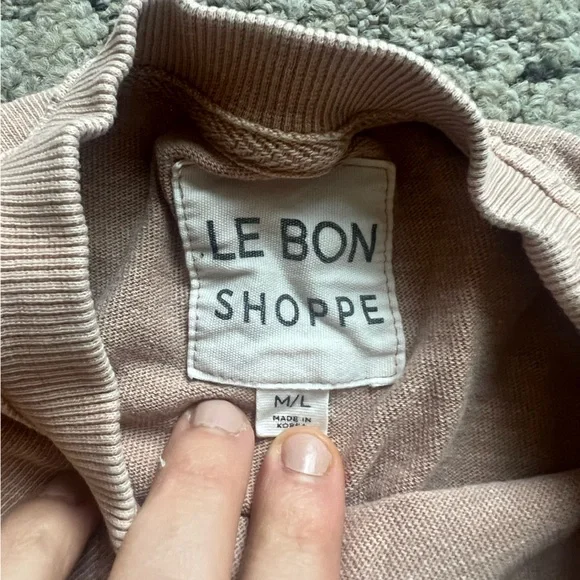 LE BON
SHOPPE
M/L
MADE IN
KOREA